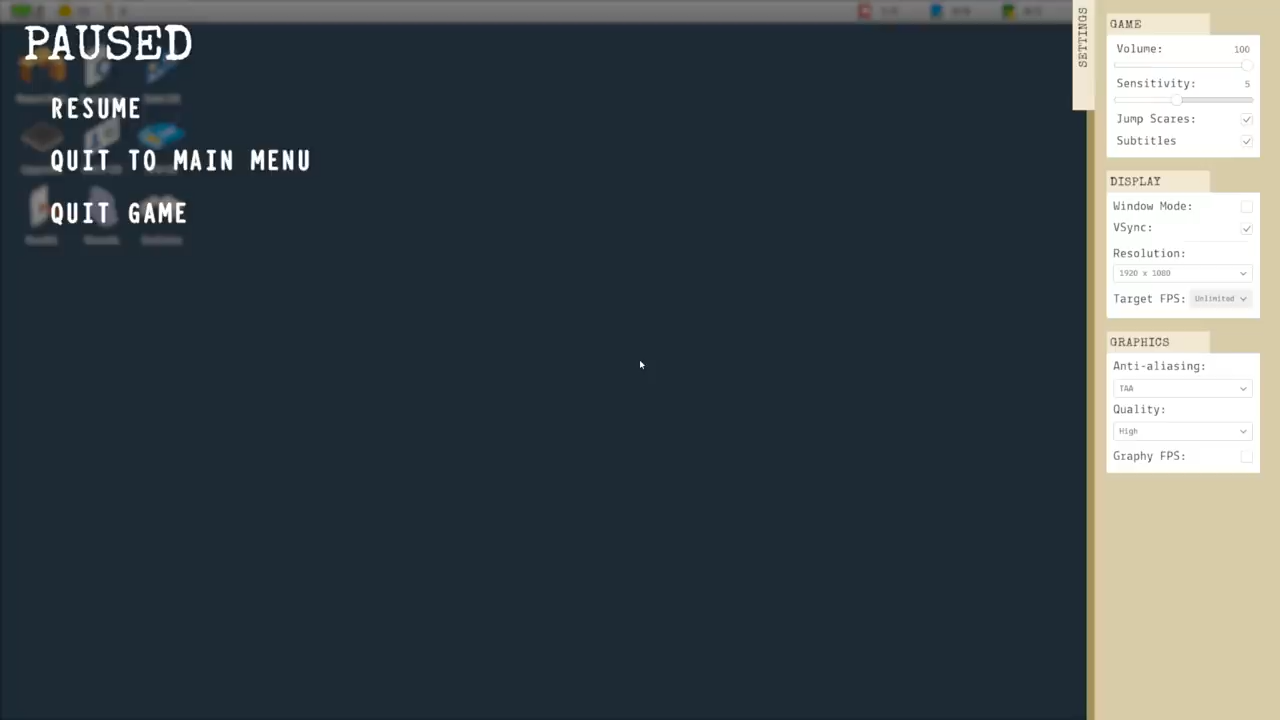 PAUSED
RESUME
QUIT TO MAIN MENU
QUIT GAME
SETTINGS
GAME
Volume: 100
Sensitivity: 5
Jump Scares:
Subtitles
DISPLAY
Window Mode:
VSync:
Resolution:
1920 x 1080
Target FPS: Unlimited
GRAPHICS
Anti-aliasing:
TAA
Quality:
High
Graphy FPS: